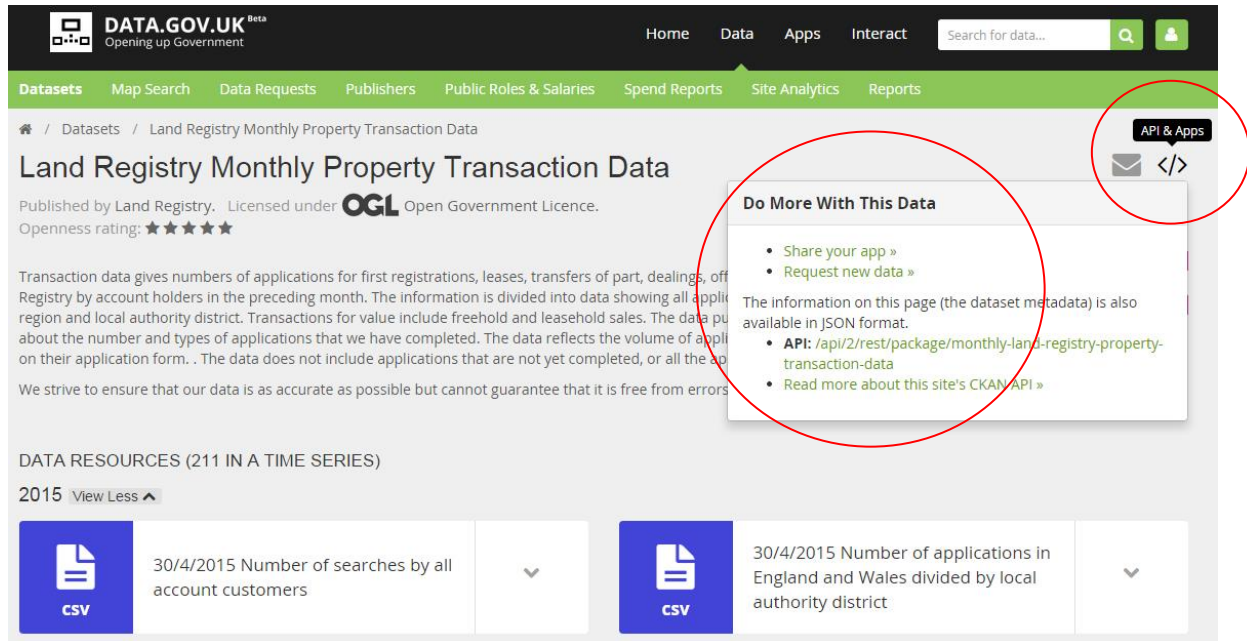 DATA.GOV.UK Beta
Opening up Government
Home Data Apps Interact Search for data...
Datasets Map Search Data Requests Publishers Public Roles & Salaries Spend Reports Site Analytics Reports
/ Datasets / Land Registry Monthly Property Transaction Data
API & Apps
</>
Land Registry Monthly Property Transaction Data
Published by Land Registry. Licensed under OGL Open Government Licence.
Openness rating: ★★★★★
Transaction data gives numbers of applications for first registrations, leases, transfers of part, dealings, off
Registry by account holders in the preceding month. The information is divided into data showing all appli
region and local authority district. Transactions for value include freehold and leasehold sales. The data pu
about the number and types of applications that we have completed. The data reflects the volume of appli
on their application form. . The data does not include applications that are not yet completed, or all the ap
We strive to ensure that our data is as accurate as possible but cannot guarantee that it is free from errors
Do More With This Data
• Share your app »
• Request new data »
The information on this page (the dataset metadata) is also
available in JSON format.
• API: /api/2/rest/package/monthly-land-registry-property-
transaction-data
• Read more about this site's CKAN API »
DATA RESOURCES (211 IN A TIME SERIES)
2015 View Less
CSV
30/4/2015 Number of searches by all
account customers
CSV
30/4/2015 Number of applications in
England and Wales divided by local
authority district